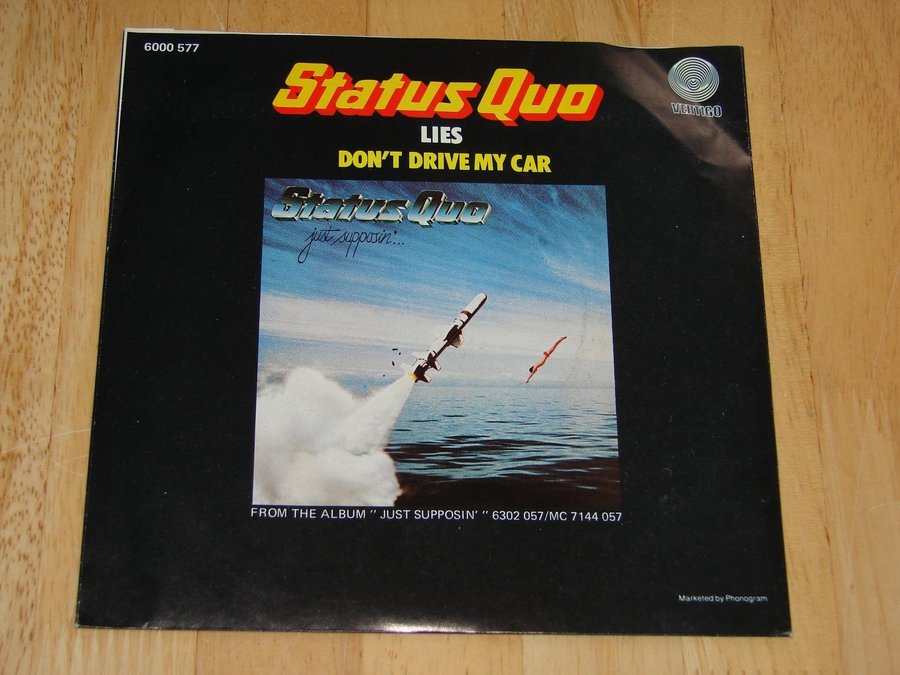 6000 577
Status Quo
VERTIGO
LIES
DON'T DRIVE MY CAR
Status Quo
just supposin'...
FROM THE ALBUM " JUST SUPPOSIN' " 6302 057/MC 7144 057
Marketed by Phonogram